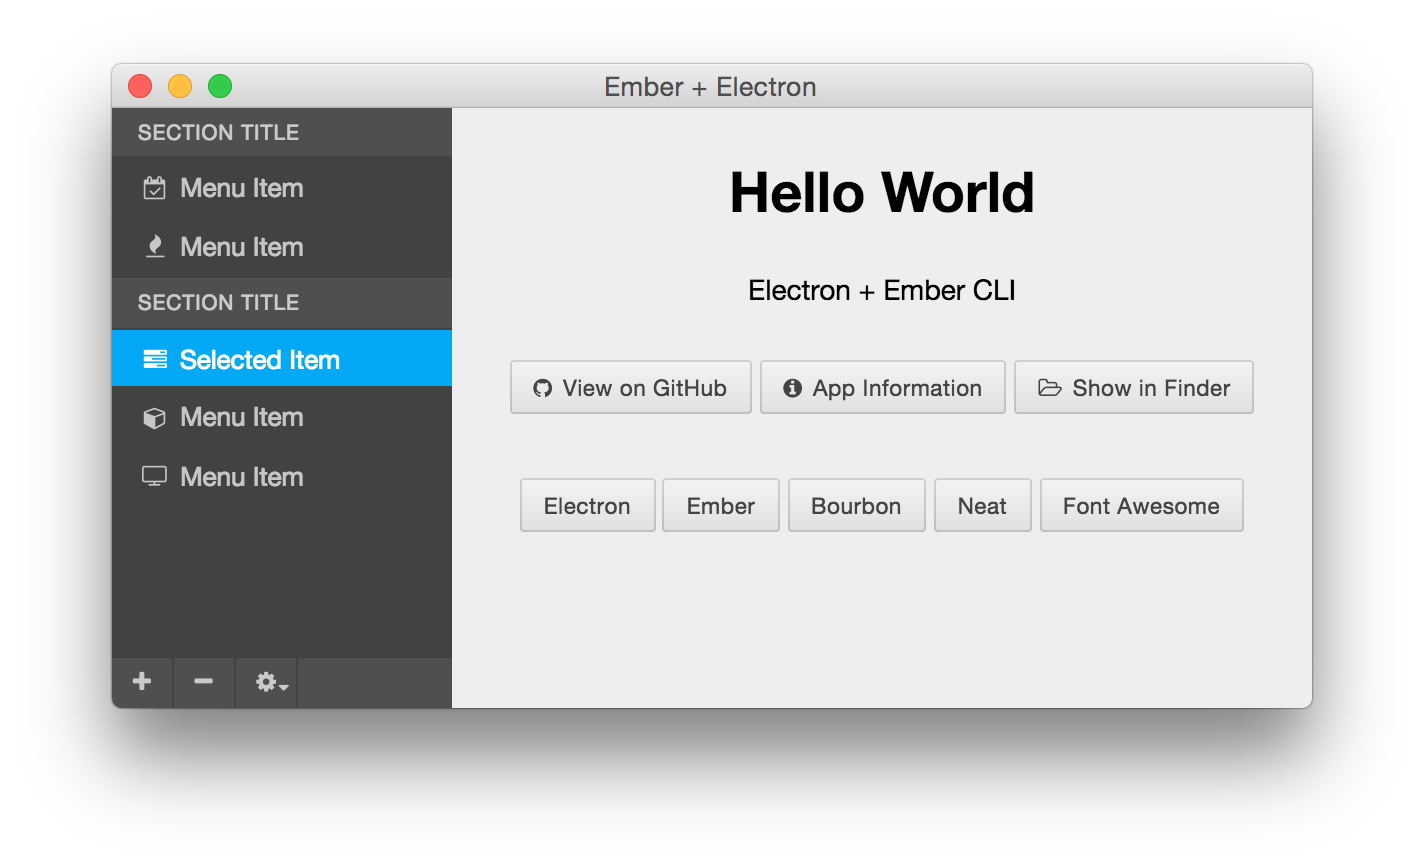 Ember + Electron
SECTION TITLE
Menu Item
Menu Item
SECTION TITLE
Selected Item
Menu Item
Menu Item
Hello World
Electron + Ember CLI
View on GitHub App Information Show in Finder
Electron Ember Bourbon Neat Font Awesome